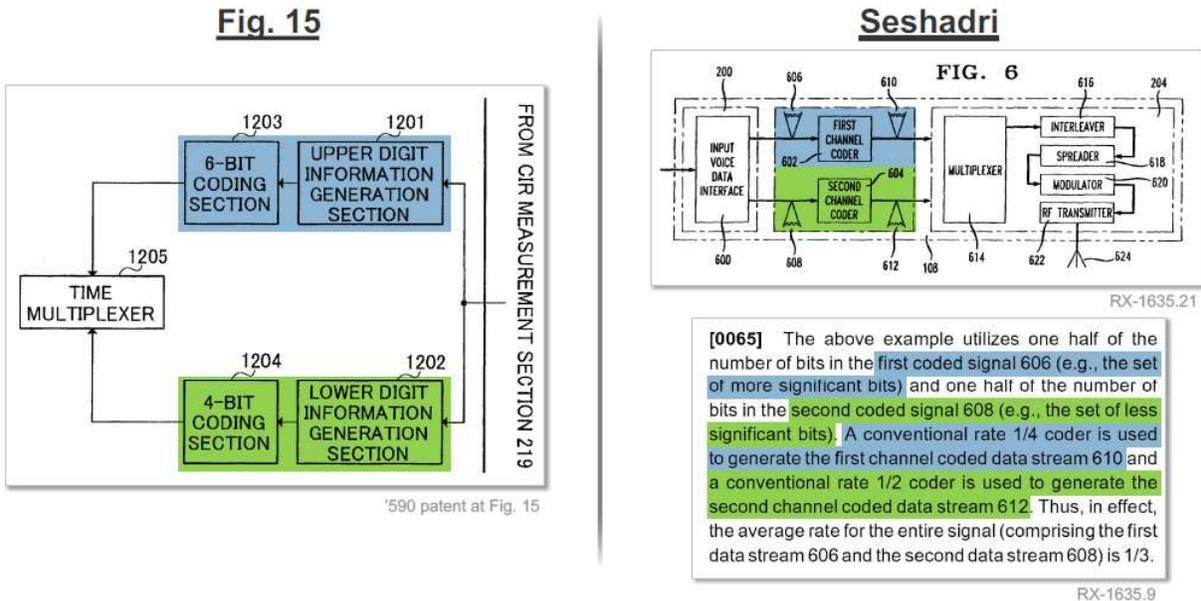 Fig. 15
1203
1201
6-BIT
CODING
SECTION
UPPER DIGIT
INFORMATION
GENERATION
SECTION
1205
TIME
MULTIPLEXER
1204
1202
4-BIT
CODING
SECTION
LOWER DIGIT
INFORMATION
GENERATION
SECTION
FROM CIR MEASUREMENT SECTION 219
'590 patent at Fig. 15
Seshadri
FIG. 6
200
606
610
616
204
INPUT
VOICE
DATA
INTERFACE
FIRST
CHANNEL
CODER
602
604
SECOND
CHANNEL
CODER
MULTIPLEXER
INTERLEAVER
SPREADER
618
MODULATOR
620
RF TRANSMITTER
600
608
612
108
614
622
624
RX-1635.21
[0065] The above example utilizes one half of the
number of bits in the first coded signal 606 (e.g., the set
of more significant bits) and one half of the number of
bits in the second coded signal 608 (e.g., the set of less
significant bits). A conventional rate 1/4 coder is used
to generate the first channel coded data stream 610 and
a conventional rate 1/2 coder is used to generate the
second channel coded data stream 612. Thus, in effect,
the average rate for the entire signal (comprising the first
data stream 606 and the second data stream 608) is 1/3.
RX-1635.9